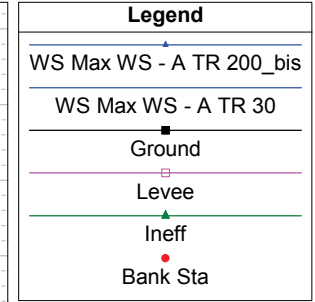 Legend
WS Max WS - A TR 200_bis
WS Max WS - A TR 30
Ground
Levee
Ineff
Bank Sta